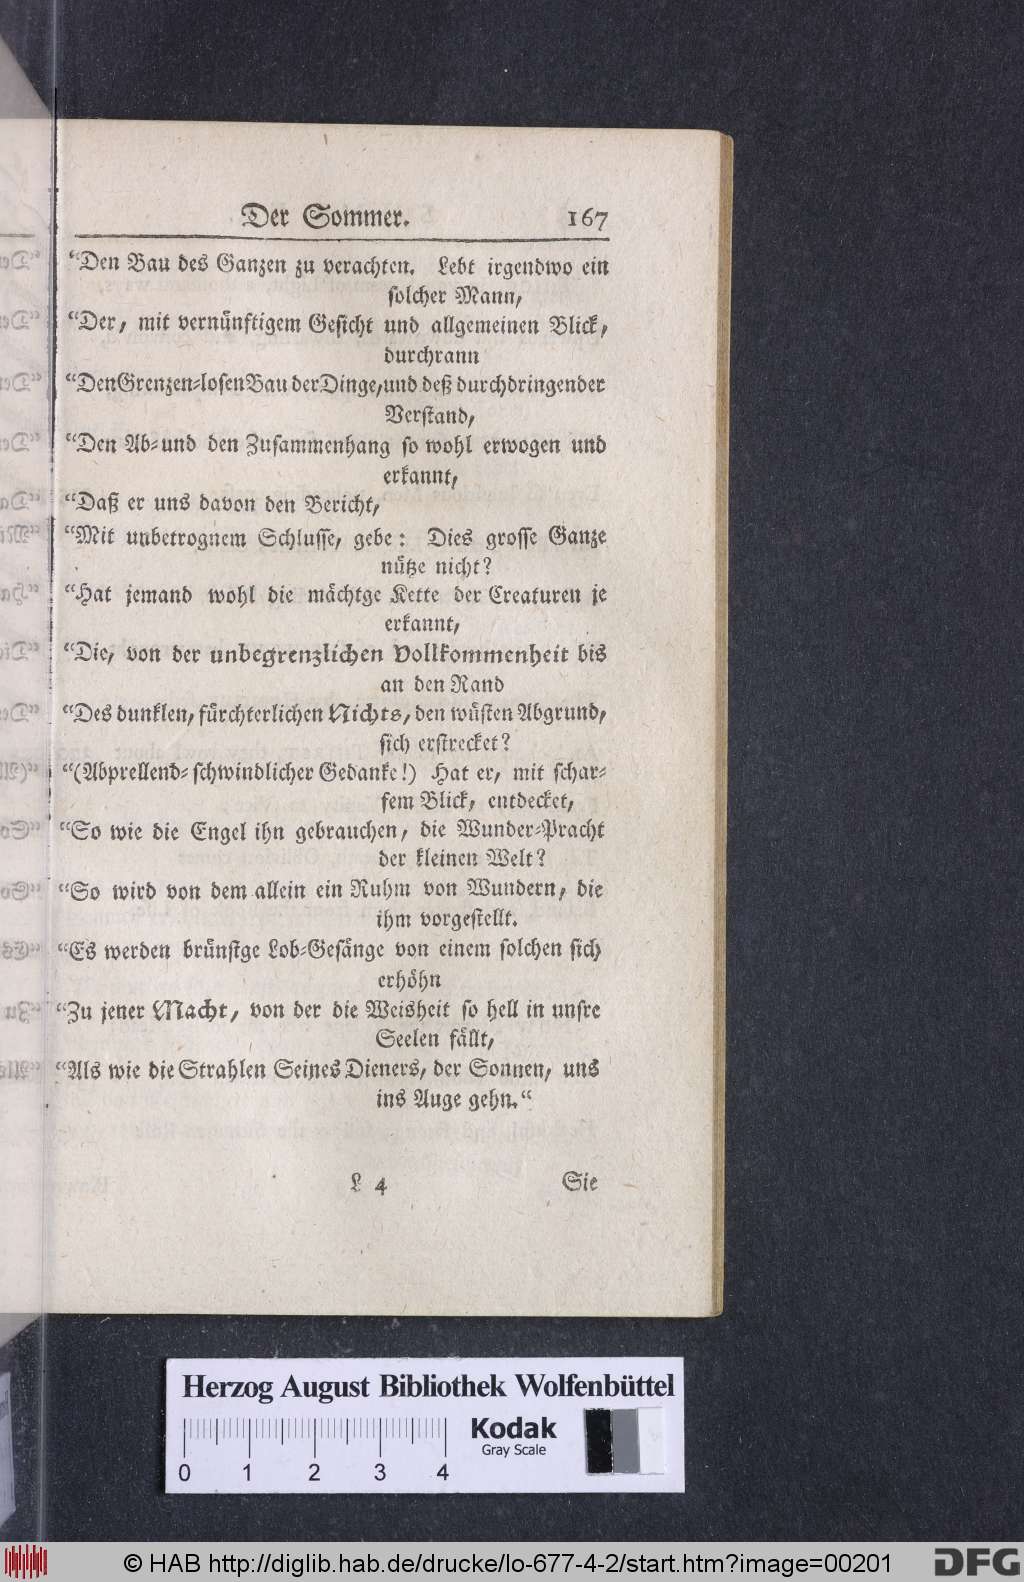 Der Sommer. 167
“Den Bau des Ganzen zu verachten. Lebt irgendwo ein
solcher Mann,
“Der, mit vernünftigem Gesicht und allgemeinen Blick,
durchrann
“Den Grenzen-losen Bau der Dinge, und deß durchdringender
Verstand,
“Den Ab- und den Zusammenhang so wohl erwogen und
erkannt,
“Daß er uns davon den Bericht,
“Mit unbetrognem Schlusse, gebe: Dies grosse Ganze
nütze nicht?
“Hat jemand wohl die mächtge Kette der Creaturen je
erkannt,
“Die, von der unbegrenzlichen Vollkommenheit bis
an den Rand
“Des dunklen, fürchterlichen Nichts, den wüsten Abgrund,
sich erstrecket?
“(Abprellend-schwindlicher Gedanke!) Hat er, mit schar-
fem Blick, entdecket,
“So wie die Engel ihn gebrauchen, die Wunder-Pracht
der kleinen Welt?
“So wird von dem allein ein Ruhm von Wundern, die
ihm vorgestellt.
“Es werden brünstge Lob-Gesänge von einem solchen sich
erhöhn
“Zu jener Macht, von der die Weisheit so hell in unsre
Seelen fällt,
“Als wie die Strahlen Seines Dieners, der Sonnen, uns
ins Auge gehn.“
L 4 Sie
Herzog August Bibliothek Wolfenbüttel
Kodak
Gray Scale
0 1 2 3 4
© HAB http://diglib.hab.de/drucke/lo-677-4-2/start.htm?image=00201
DFG